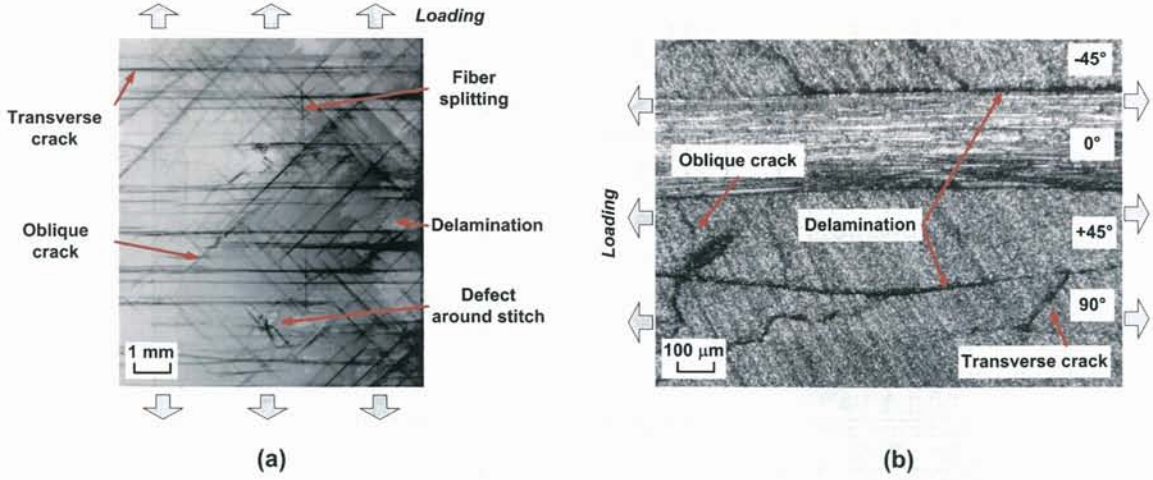 Loading
Transverse
crack
Fiber
splitting
Oblique
crack
Delamination
Defect
around stitch
1 mm
(a)
Loading
-45°
0°
Oblique crack
Delamination
+45°
90°
Transverse crack
100 μm
(b)